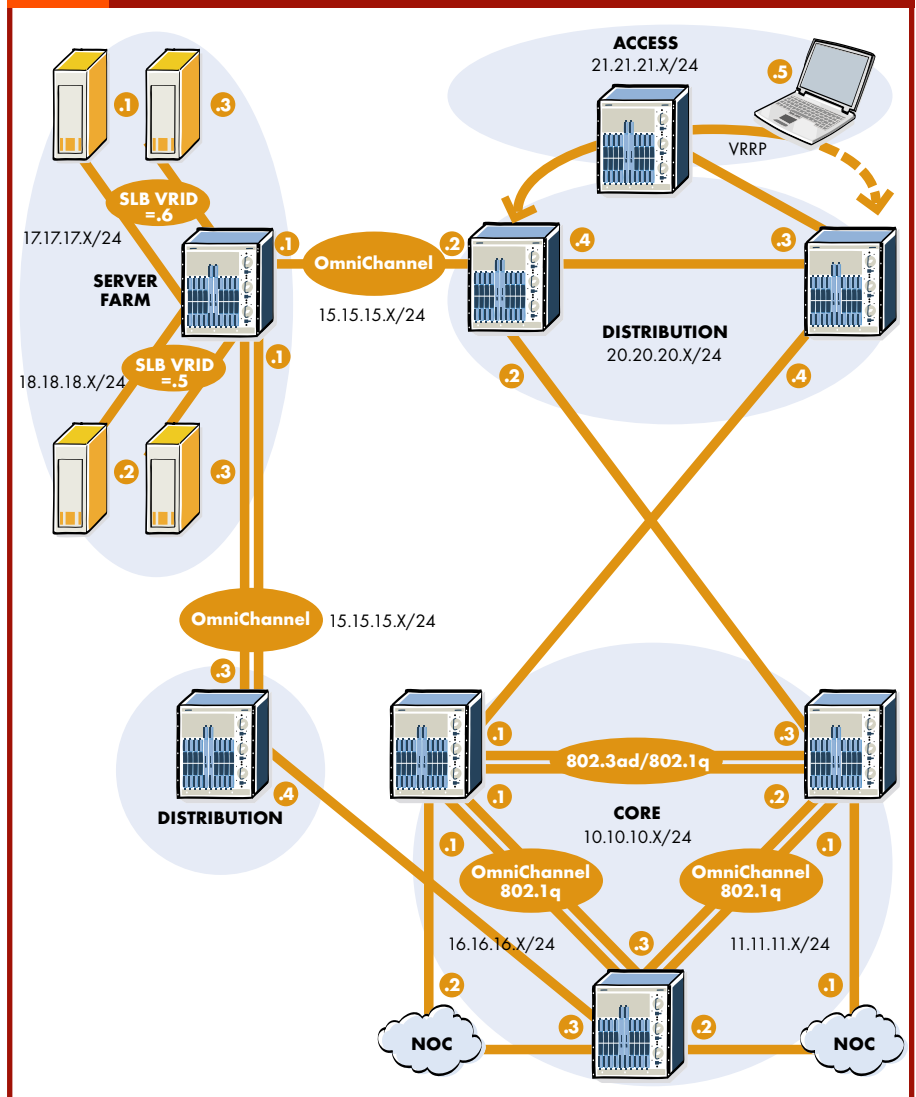 ACCESS
21.21.21.X/24
.5
.1
.3
VRRP
SLB VRID
=.6
17.17.17.X/24
.1
OmniChannel
.2
.4
.3
SERVER
FARM
15.15.15.X/24
DISTRIBUTION
20.20.20.X/24
18.18.18.X/24
SLB VRID
=.5
.1
.2
.4
.2
.3
OmniChannel
15.15.15.X/24
.3
.1
.3
802.3ad/802.1q
.4
.1
.2
DISTRIBUTION
CORE
10.10.10.X/24
.1
.1
OmniChannel
802.1q
OmniChannel
802.1q
16.16.16.X/24
.3
11.11.11.X/24
.2
.1
.3
.2
NOC
NOC